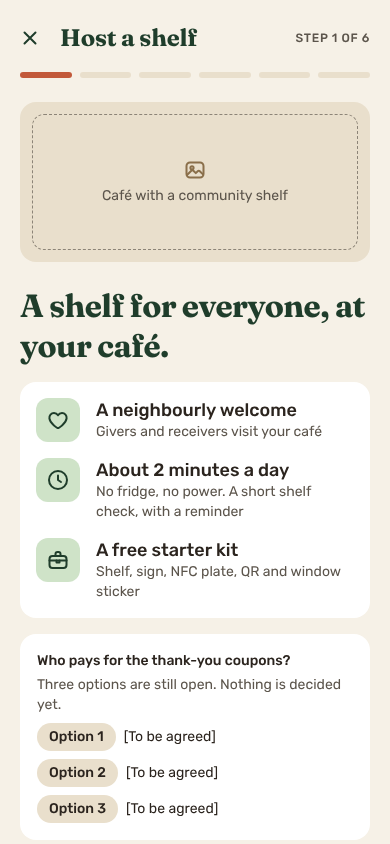 Host a shelf
STEP 1 OF 6
Café with a community shelf
A shelf for everyone, at
your café.
A neighbourly welcome
Givers and receivers visit your café
About 2 minutes a day
No fridge, no power. A short shelf
check, with a reminder
A free starter kit
Shelf, sign, NFC plate, QR and window
sticker
Who pays for the thank-you coupons?
Three options are still open. Nothing is decided
yet.
Option 1 [To be agreed]
Option 2 [To be agreed]
Option 3 [To be agreed]